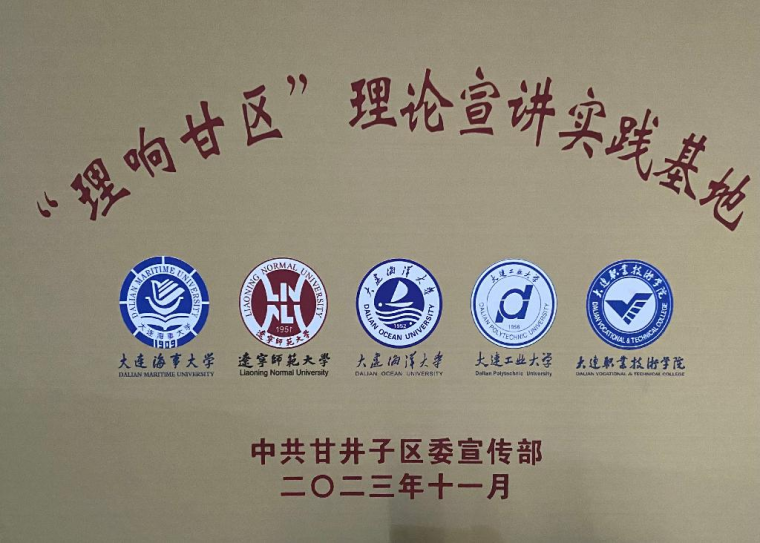 “理响甘区”理论宣讲实践基地
DALIAN MARITIME UNIVERSITY
大连海事大学
1909
LIAONING NORMAL UNIVERSITY
1951
辽宁师范大学
大连海洋大学
1952
DALIAN OCEAN UNIVERSITY
大连工业大学
1958
DALIAN POLYTECHNIC UNIVERSITY
大连职业技术学院
DALIAN VOCATIONAL & TECHNICAL COLLEGE
大连海事大学
DALIAN MARITIME UNIVERSITY
遼寧師範大學
Liaoning Normal University
大连海洋大学
DALIAN OCEAN UNIVERSITY
大连工业大学
Dalian Polytechnic University
大连职业技术学院
DALIAN VOCATIONAL & TECHNICAL COLLEGE
中共甘井子区委宣传部
二〇二三年十一月